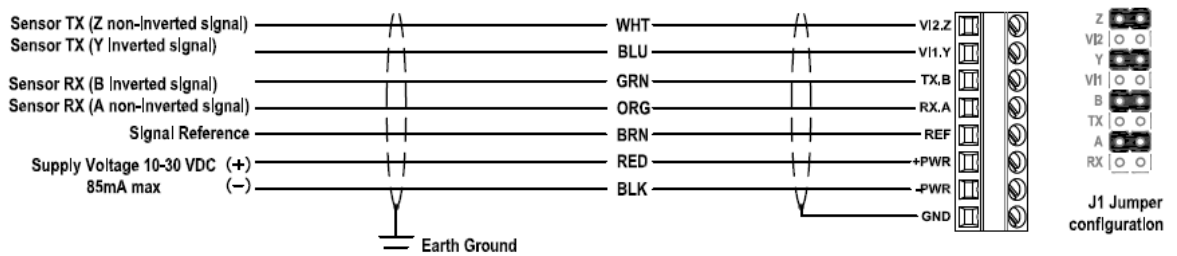 Sensor TX (Z non-inverted signal) WHT VI2.Z
Sensor TX (Y inverted signal) BLU VI1.Y
Sensor RX (B inverted signal) GRN TX.B
Sensor RX (A non-inverted signal) ORG RX.A
Signal Reference BRN REF
Supply Voltage 10-30 VDC (+) RED +PWR
85mA max (−) BLK -PWR
GND
Earth Ground
Z
VI2
Y
VI1
B
TX
A
RX
J1 Jumper
configuration